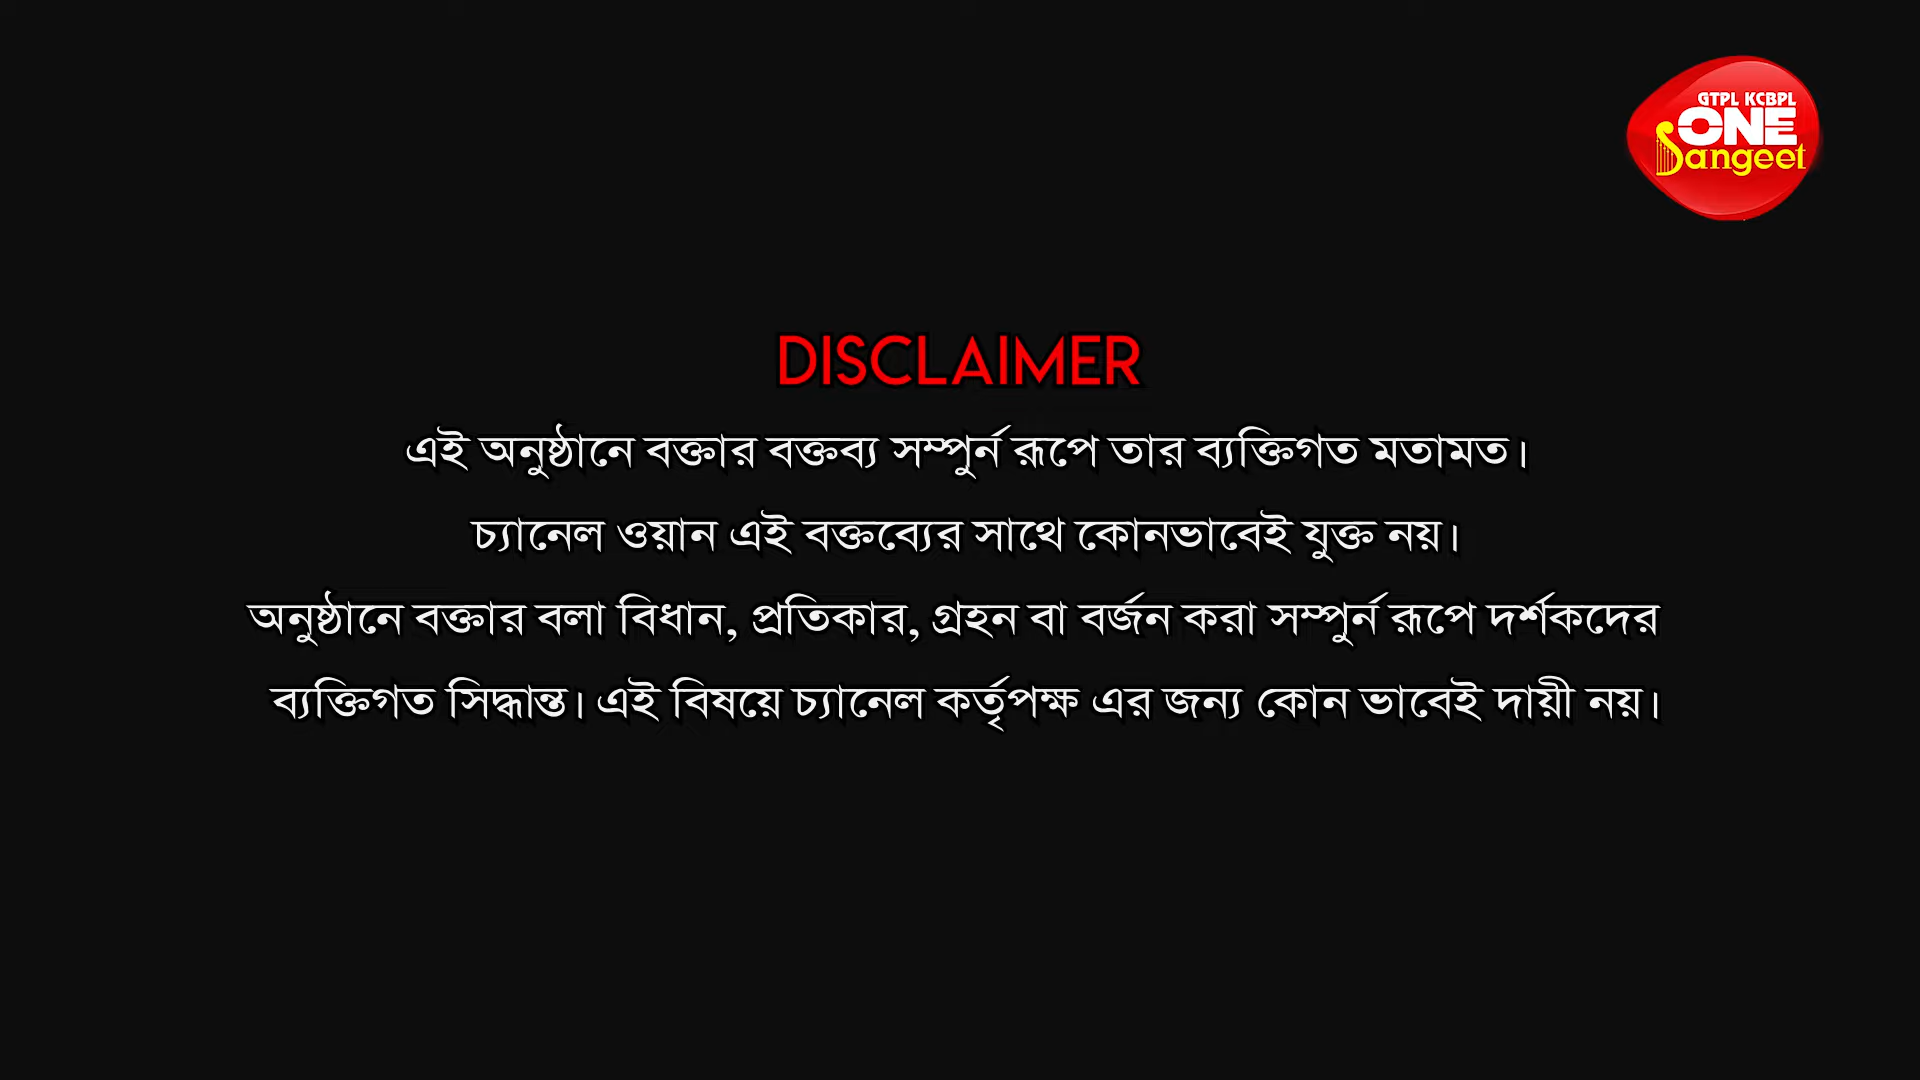 GTPL KCBPL
ONE
Sangeet
DISCLAIMER
এই অনুষ্ঠানে বক্তার বক্তব্য সম্পুর্ন রূপে তার ব্যক্তিগত মতামত।
চ্যানেল ওয়ান এই বক্তব্যের সাথে কোনভাবেই যুক্ত নয়।
অনুষ্ঠানে বক্তার বলা বিধান, প্রতিকার, গ্রহন বা বর্জন করা সম্পুর্ন রূপে দর্শকদের
ব্যক্তিগত সিদ্ধান্ত। এই বিষয়ে চ্যানেল কর্তৃপক্ষ এর জন্য কোন ভাবেই দায়ী নয়।